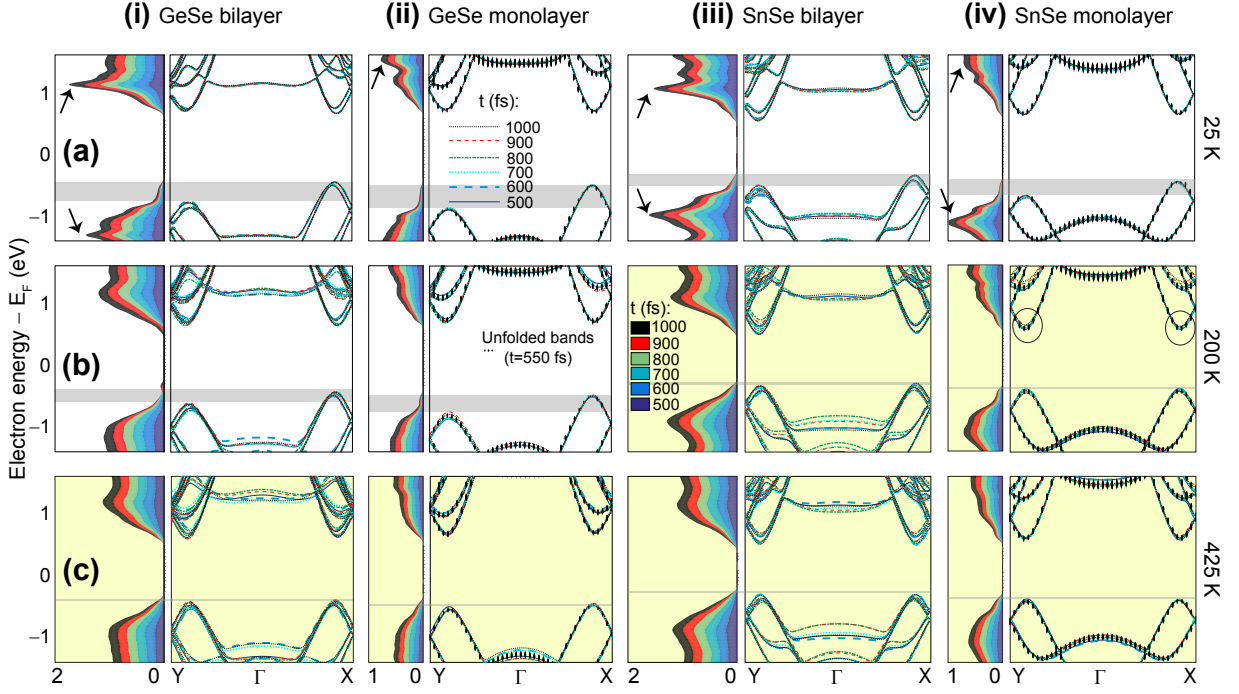 (i) GeSe bilayer
(ii) GeSe monolayer
(iii) SnSe bilayer
(iv) SnSe monolayer
Electron energy − E_F (eV)
(a)
1
0
−1
t (fs):
1000
900
800
700
600
500
25 K
(b)
1
0
−1
Unfolded bands
(t=550 fs)
t (fs):
1000
900
800
700
600
500
200 K
(c)
1
0
−1
425 K
2 0 Y Γ X
1 0 Y Γ X
2 0 Y Γ X
1 0 Y Γ X